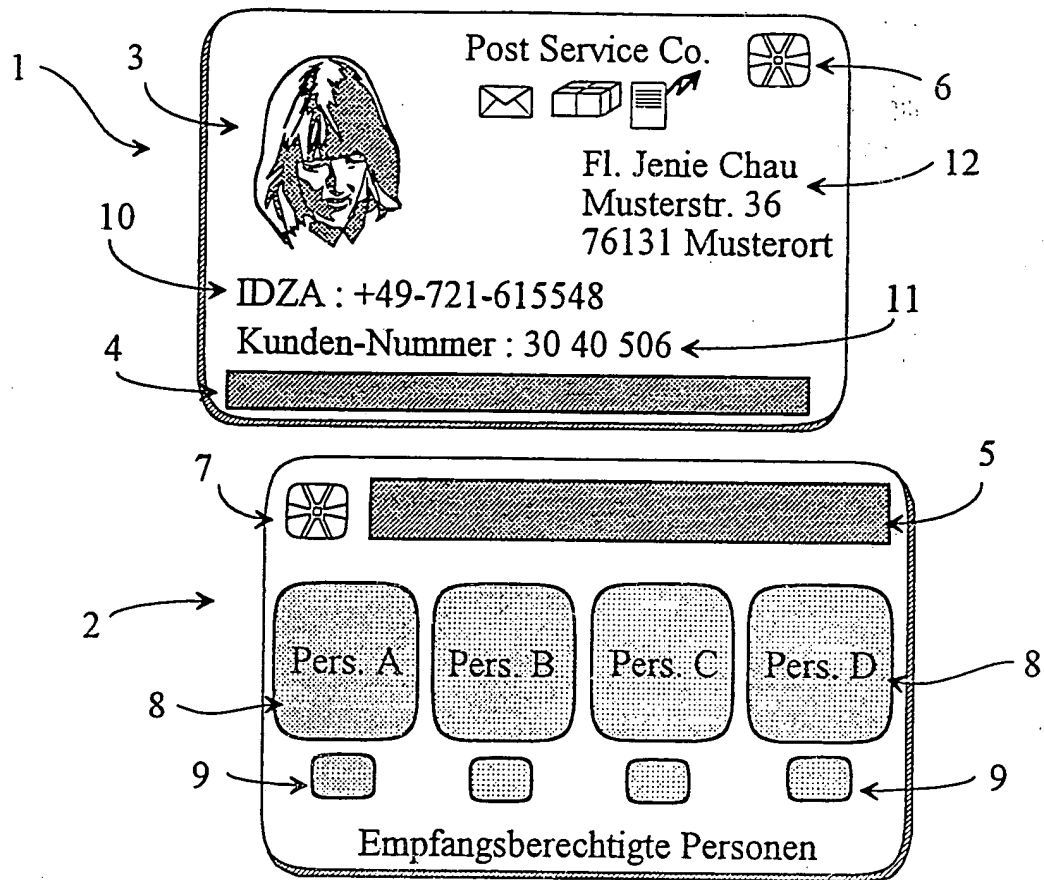 Post Service Co.
1
3
6
Fl. Jenie Chau
Musterstr. 36
76131 Musterort
12
10
IDZA : +49-721-615548
Kunden-Nummer : 30 40 506
11
4
7
5
2
Pers. A Pers. B Pers. C Pers. D
8
8
9
9
Empfangsberechtigte Personen